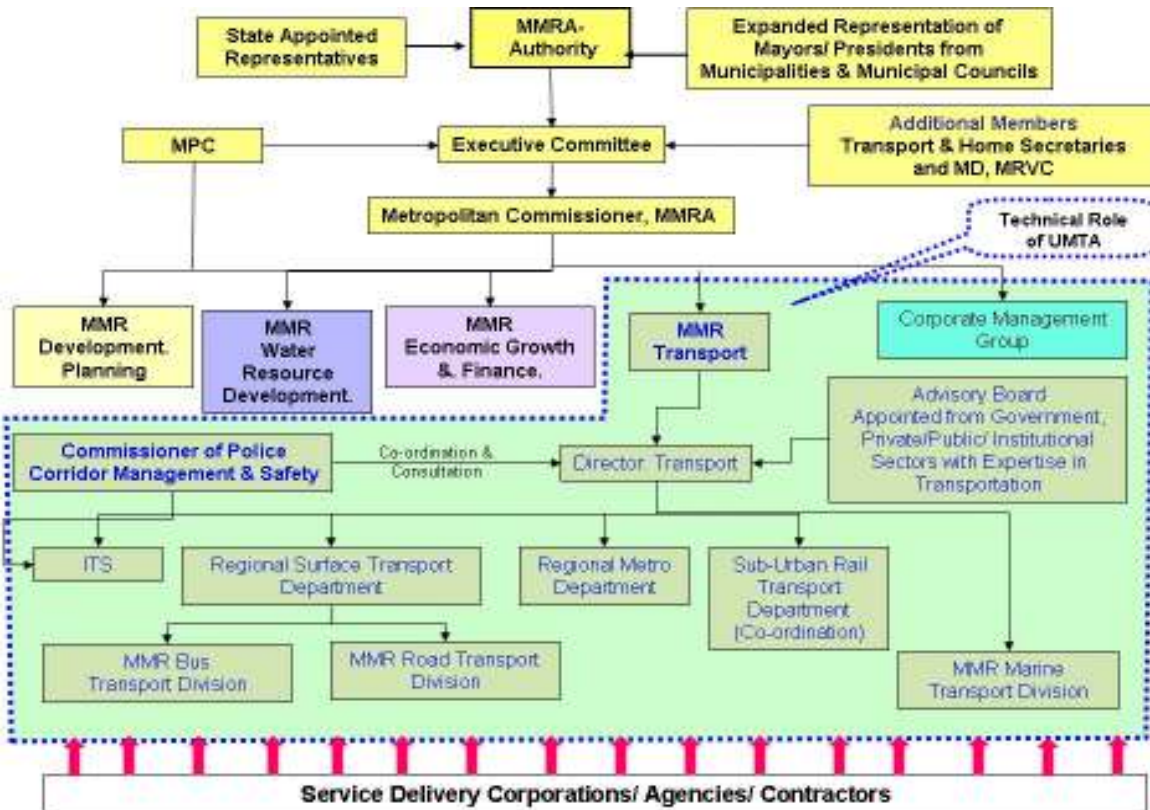 State Appointed
Representatives
MMRA-
Authority
Expanded Representation of
Mayors/ Presidents from
Municipalities & Municipal Councils
MPC
Executive Committee
Additional Members
Transport & Home Secretaries
and MD, MRVC
Metropolitan Commissioner, MMRA
Technical Role
of UMTA
MMR
Development.
Planning
MMR
Water
Resource
Development.
MMR
Economic Growth
&. Finance.
MMR
Transport
Corporate Management
Group
Commissioner of Police
Corridor Management & Safety
Co-ordination &
Consultation
Director. Transport
Advisory Board
Appointed from Government,
Private/Public/ Institutional
Sectors with Expertise in
Transportation
ITS
Regional Surface Transport
Department
Regional Metro
Department
Sub-Urban Rail
Transport
Department
(Co-ordination)
MMR Bus
Transport Division
MMR Road Transport
Division
MMR Marine
Transport Division
Service Delivery Corporations/ Agencies/ Contractors